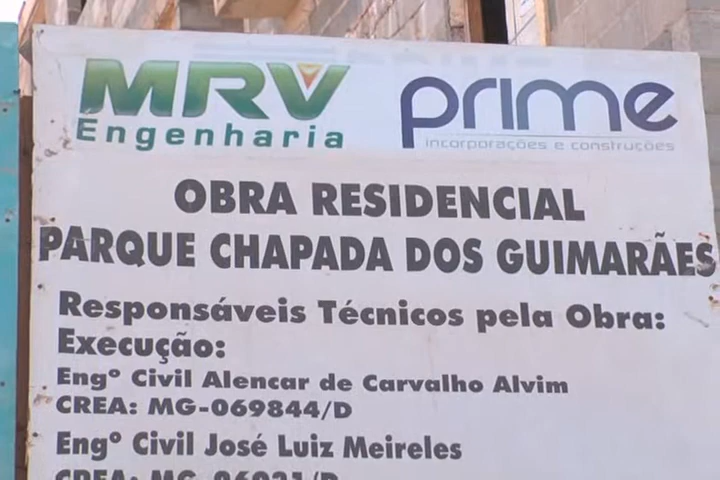 MRV prime
Engenharia incorporações e construções
OBRA RESIDENCIAL
PARQUE CHAPADA DOS GUIMARÃES
Responsáveis Técnicos pela Obra:
Execução:
Engº Civil Alencar de Carvalho Alvim
CREA: MG-069844/D
Engº Civil José Luiz Meireles
CREA: